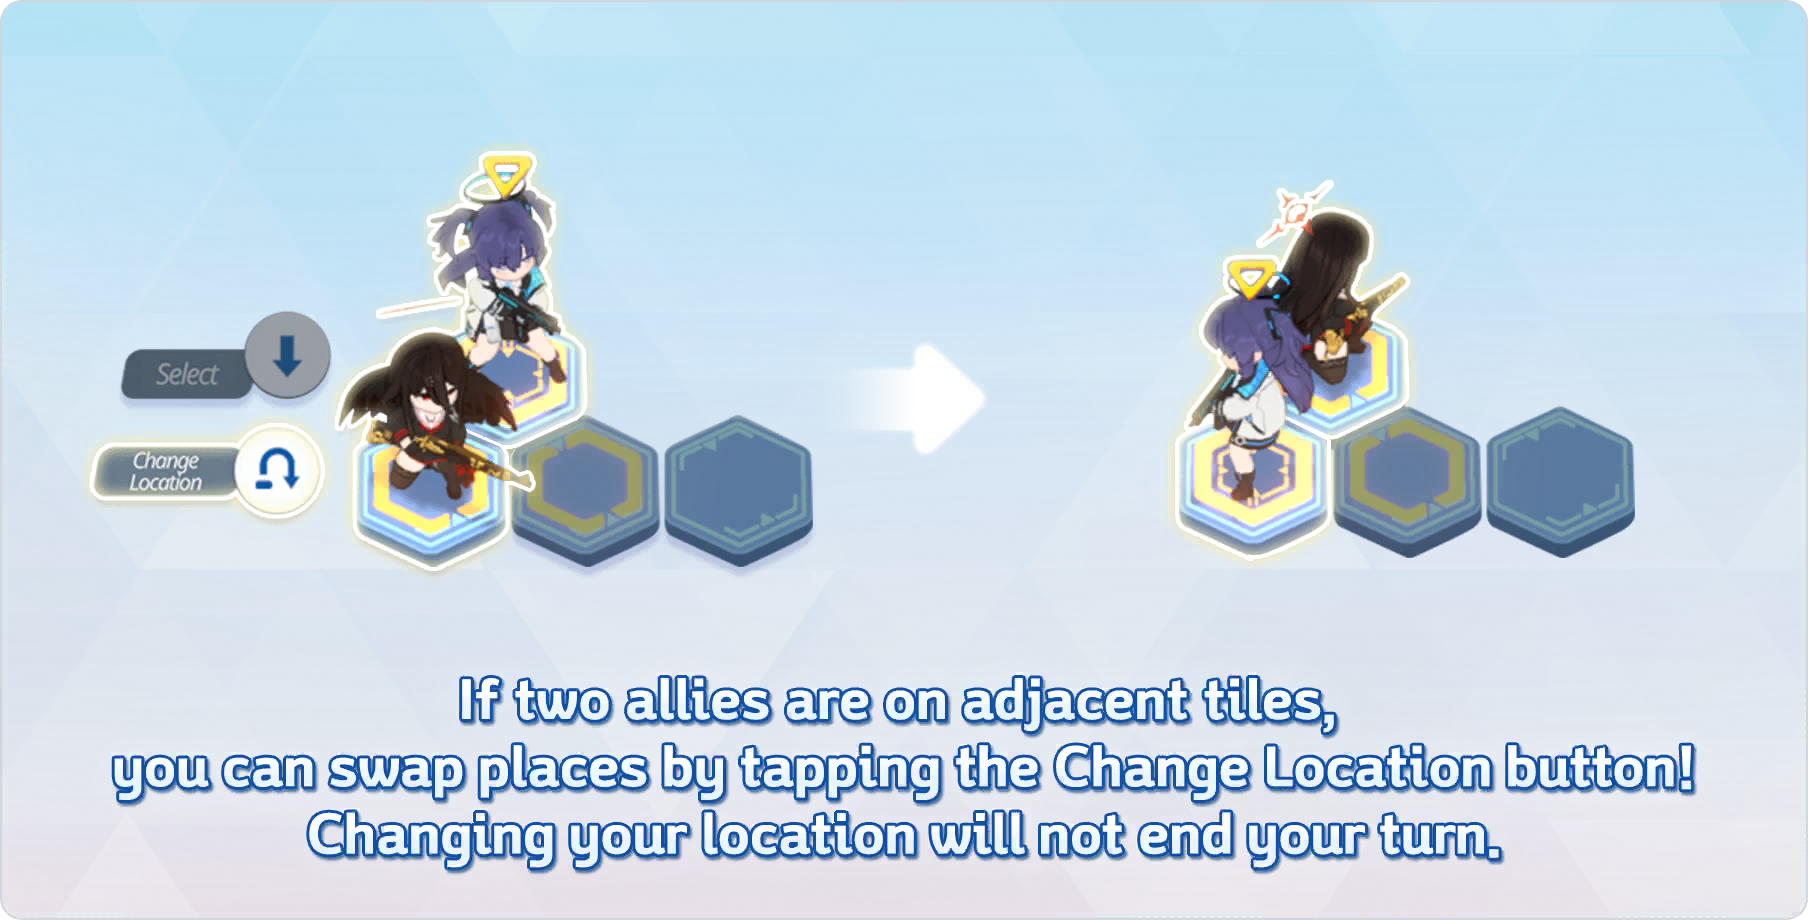 Select
Change
Location
If two allies are on adjacent tiles,
you can swap places by tapping the Change Location button!
Changing your location will not end your turn.